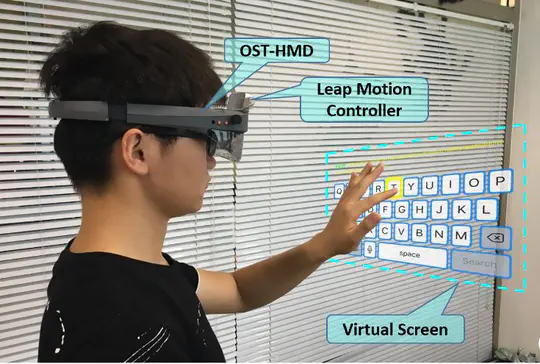 OST-HMD
Leap Motion
Controller
Q R T Y U I O P
D F G H J K L
X C V B N M
space Search
Virtual Screen